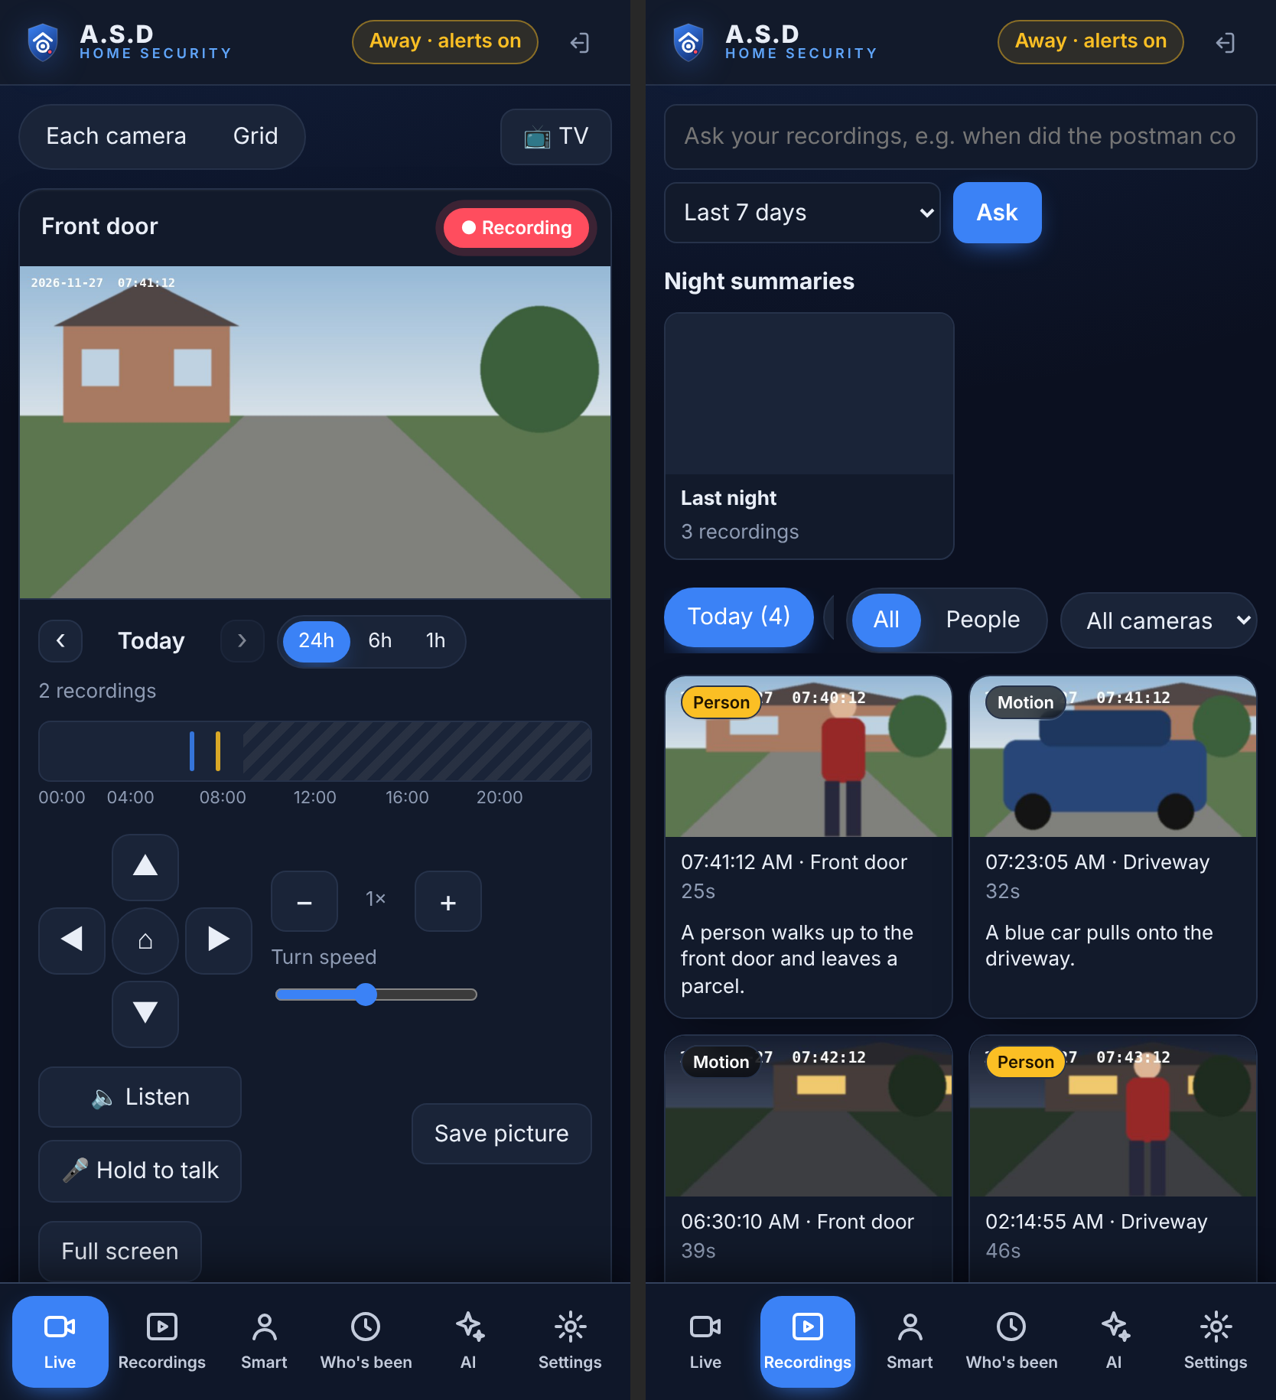 A.S.D
HOME SECURITY
Away · alerts on
Each camera
Grid
TV
Front door
Recording
2026-11-27 07:41:12
Today
24h
6h
1h
2 recordings
00:00 04:00 08:00 12:00 16:00 20:00
1×
Turn speed
Listen
Hold to talk
Save picture
Full screen
Live
Recordings
Smart
Who's been
AI
Settings
A.S.D
HOME SECURITY
Away · alerts on
Ask your recordings, e.g. when did the postman co
Last 7 days
Ask
Night summaries
Last night
3 recordings
Today (4)
All
People
All cameras
Person
07:40:12
07:41:12 AM · Front door
25s
A person walks up to the
front door and leaves a
parcel.
Motion
07:41:12
07:23:05 AM · Driveway
32s
A blue car pulls onto the
driveway.
Motion
07:42:12
06:30:10 AM · Front door
39s
Person
07:43:12
02:14:55 AM · Driveway
46s
Live
Recordings
Smart
Who's been
AI
Settings